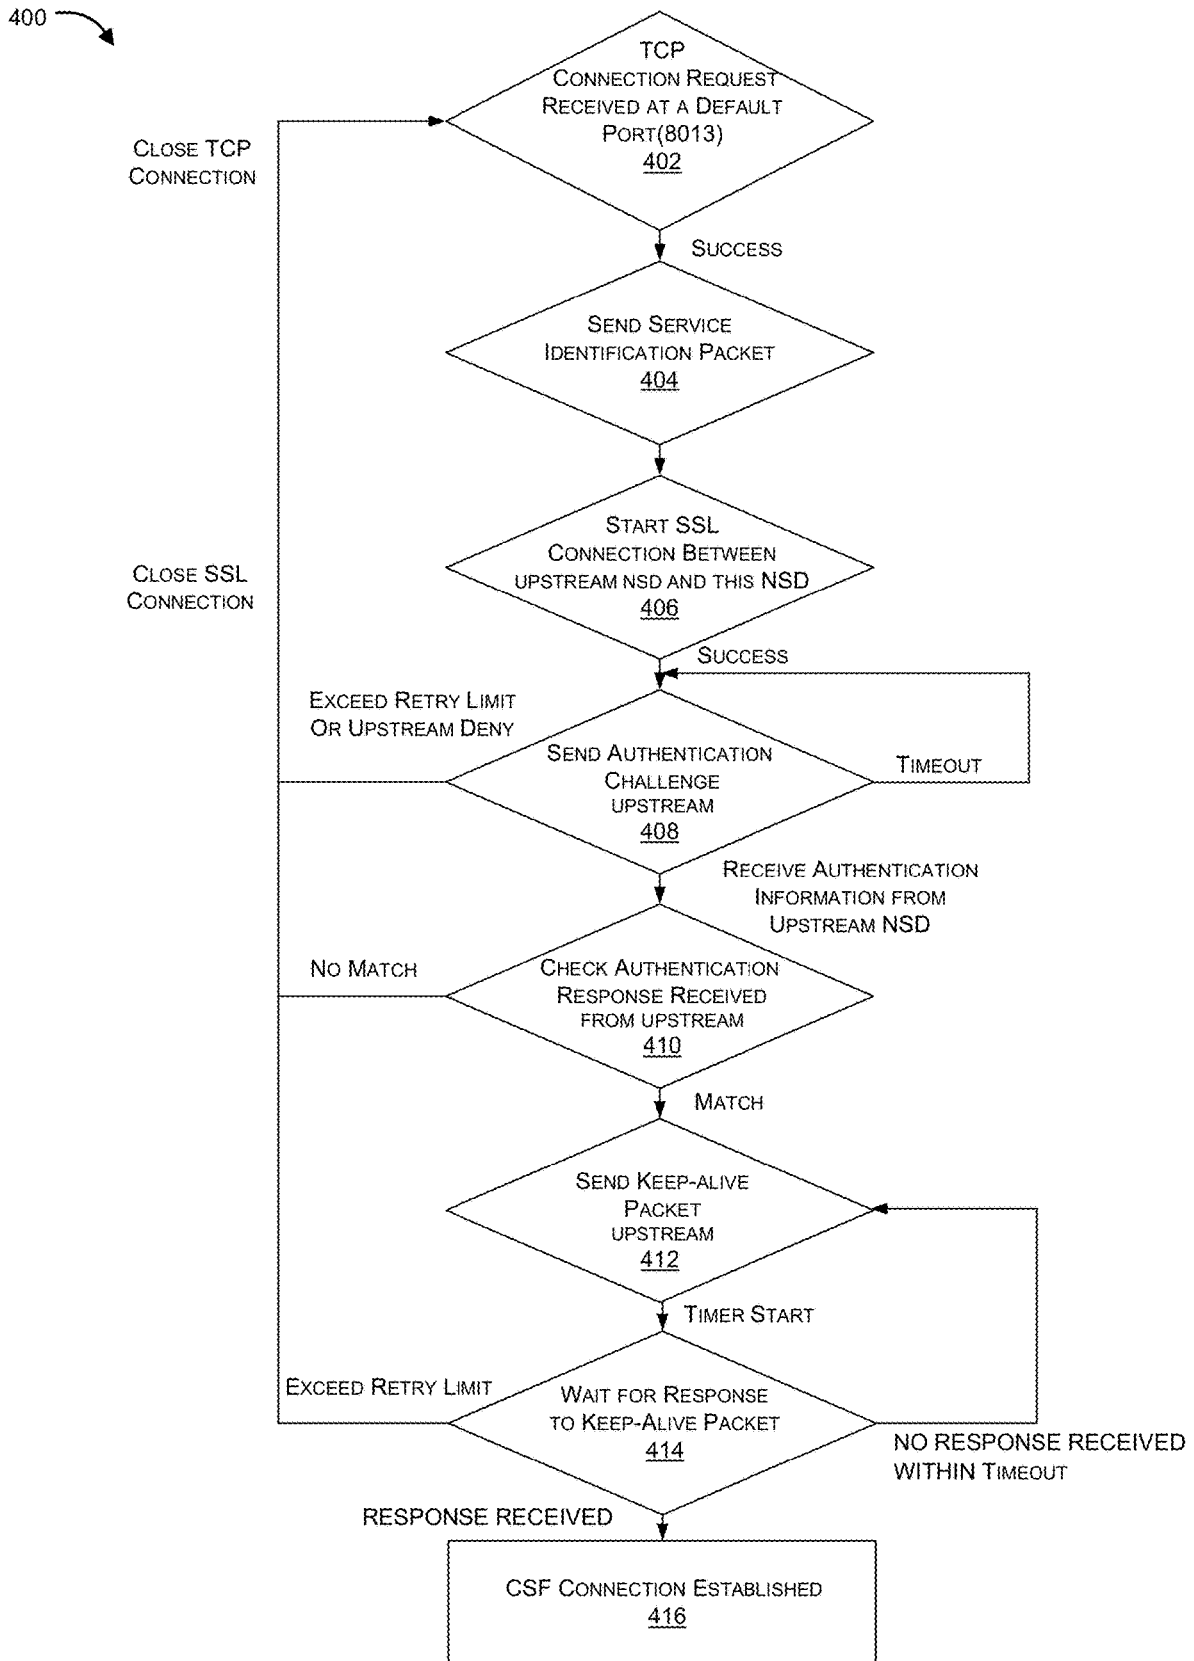 400
TCP
CONNECTION REQUEST
RECEIVED AT A DEFAULT
PORT(8013)
402
CLOSE TCP
CONNECTION
SUCCESS
SEND SERVICE
IDENTIFICATION PACKET
404
START SSL
CONNECTION BETWEEN
UPSTREAM NSD AND THIS NSD
406
CLOSE SSL
CONNECTION
SUCCESS
EXCEED RETRY LIMIT
OR UPSTREAM DENY
SEND AUTHENTICATION
CHALLENGE
UPSTREAM
408
TIMEOUT
RECEIVE AUTHENTICATION
INFORMATION FROM
UPSTREAM NSD
NO MATCH
CHECK AUTHENTICATION
RESPONSE RECEIVED
FROM UPSTREAM
410
MATCH
SEND KEEP-ALIVE
PACKET
UPSTREAM
412
TIMER START
EXCEED RETRY LIMIT
WAIT FOR RESPONSE
TO KEEP-ALIVE PACKET
414
NO RESPONSE RECEIVED
WITHIN TIMEOUT
RESPONSE RECEIVED
CSF CONNECTION ESTABLISHED
416